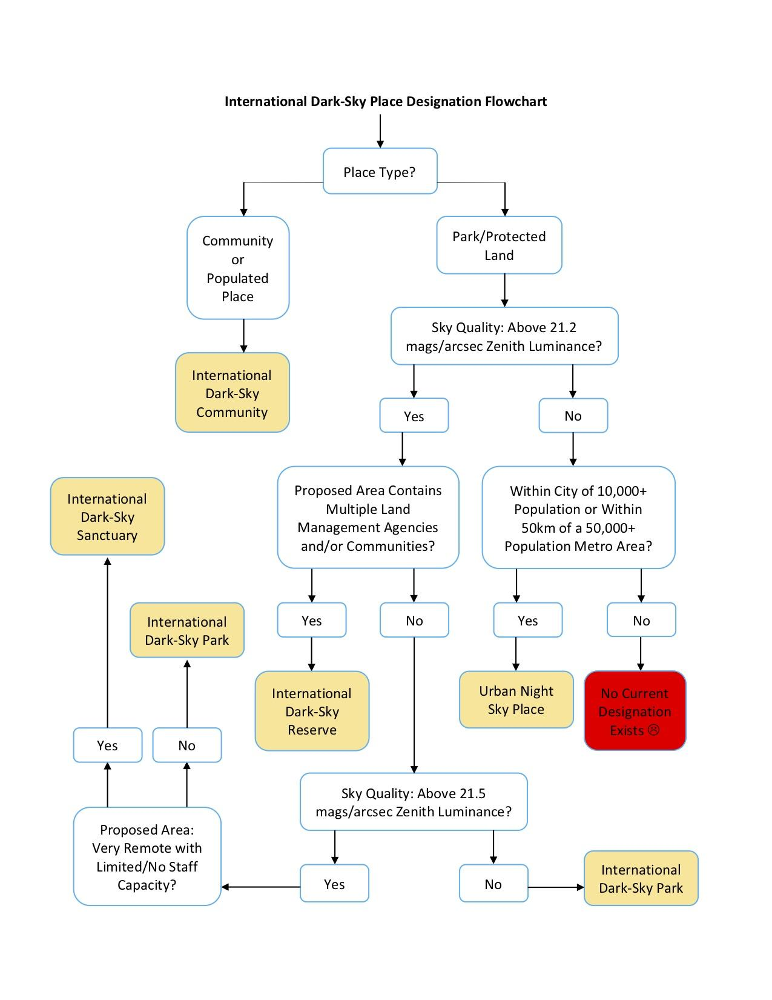 International Dark-Sky Place Designation Flowchart
Place Type?
Community
or
Populated
Place
Park/Protected
Land
International
Dark-Sky
Community
Sky Quality: Above 21.2
mags/arcsec Zenith Luminance?
Yes
No
Proposed Area Contains
Multiple Land
Management Agencies
and/or Communities?
Within City of 10,000+
Population or Within
50km of a 50,000+
Population Metro Area?
Yes
No
Yes
No
International
Dark-Sky
Reserve
Urban Night
Sky Place
No Current
Designation
Exists ☹
Sky Quality: Above 21.5
mags/arcsec Zenith Luminance?
Yes
No
International
Dark-Sky Park
Proposed Area:
Very Remote with
Limited/No Staff
Capacity?
Yes
No
International
Dark-Sky
Sanctuary
International
Dark-Sky Park